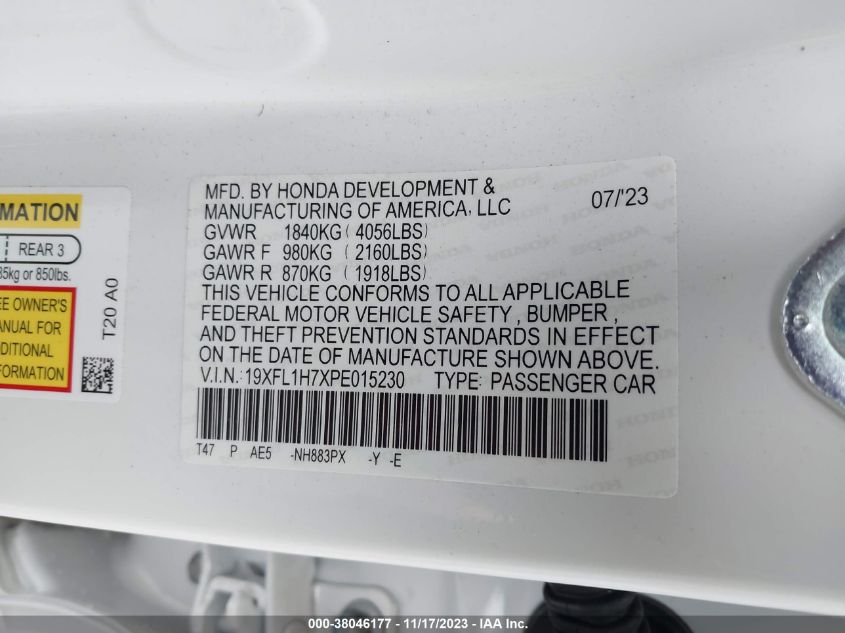 MATION
REAR 3
85kg or 850lbs.
EE OWNER'S
ANUAL FOR
DDITIONAL
FORMATION
T20 A0
MFD. BY HONDA DEVELOPMENT & 07/'23
MANUFACTURING OF AMERICA, LLC
GVWR 1840KG ( 4056LBS)
GAWR F 980KG ( 2160LBS)
GAWR R 870KG ( 1918LBS)
THIS VEHICLE CONFORMS TO ALL APPLICABLE
FEDERAL MOTOR VEHICLE SAFETY , BUMPER ,
AND THEFT PREVENTION STANDARDS IN EFFECT
ON THE DATE OF MANUFACTURE SHOWN ABOVE.
V.I.N.: 19XFL1H7XPE015230 TYPE: PASSENGER CAR
T47 P AE5 -NH883PX -Y -E
000-38046177 - 11/17/2023 - IAA Inc.